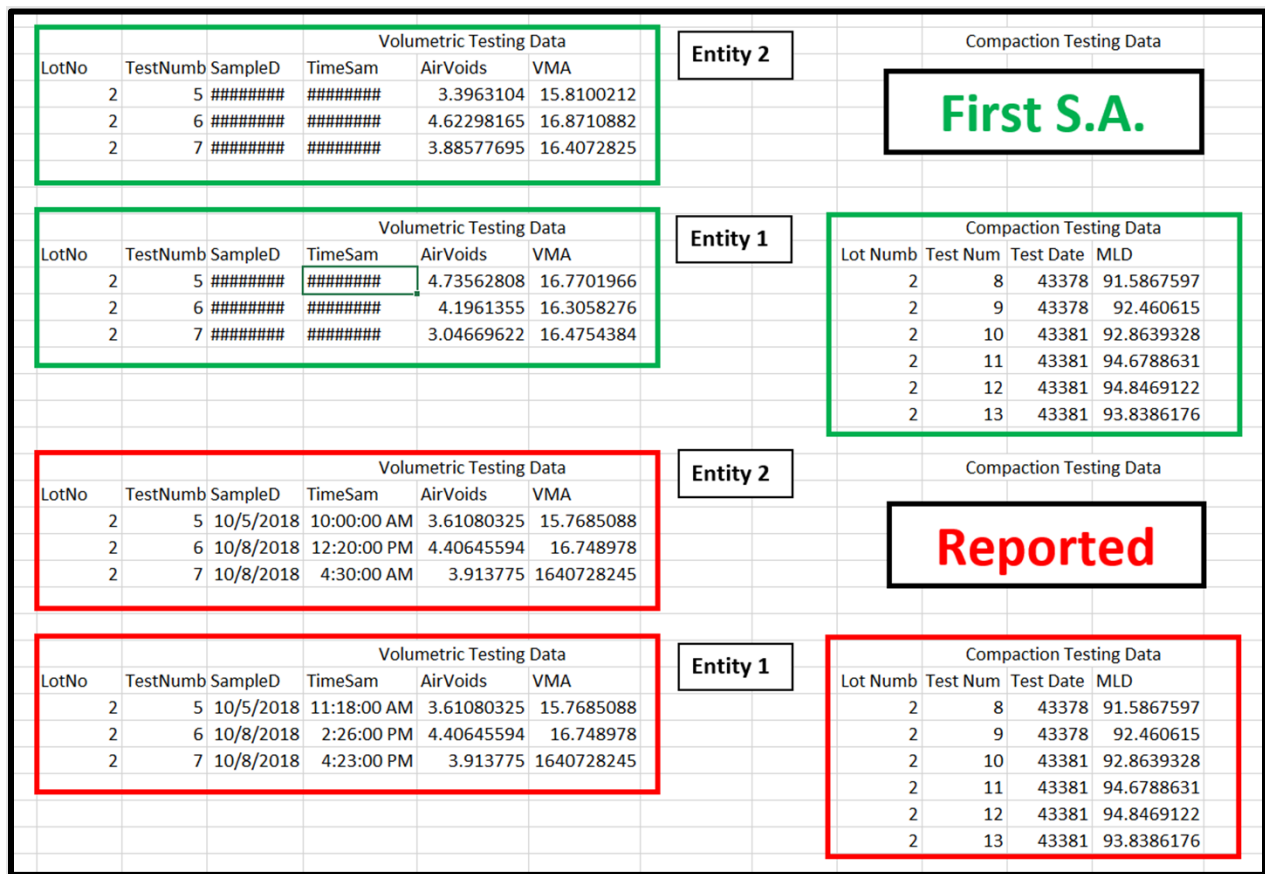 Volumetric Testing Data Entity 2 Compaction Testing Data
LotNo TestNumb SampleD TimeSam AirVoids VMA
First S.A.
2 5 ######## ######## 3.3963104 15.8100212
2 6 ######## ######## 4.62298165 16.8710882
2 7 ######## ######## 3.88577695 16.4072825
Volumetric Testing Data Entity 1 Compaction Testing Data
LotNo TestNumb SampleD TimeSam AirVoids VMA Lot Numb Test Num Test Date MLD
2 5 ######## ######## 4.73562808 16.7701966 2 8 43378 91.5867597
2 6 ######## ######## 4.1961355 16.3058276 2 9 43378 92.460615
2 7 ######## ######## 3.04669622 16.4754384 2 10 43381 92.8639328
2 11 43381 94.6788631
2 12 43381 94.8469122
2 13 43381 93.8386176
Volumetric Testing Data Entity 2 Compaction Testing Data
LotNo TestNumb SampleD TimeSam AirVoids VMA
Reported
2 5 10/5/2018 10:00:00 AM 3.61080325 15.7685088
2 6 10/8/2018 12:20:00 PM 4.40645594 16.748978
2 7 10/8/2018 4:30:00 AM 3.913775 1640728245
Volumetric Testing Data Entity 1 Compaction Testing Data
LotNo TestNumb SampleD TimeSam AirVoids VMA Lot Numb Test Num Test Date MLD
2 5 10/5/2018 11:18:00 AM 3.61080325 15.7685088 2 8 43378 91.5867597
2 6 10/8/2018 2:26:00 PM 4.40645594 16.748978 2 9 43378 92.460615
2 7 10/8/2018 4:23:00 PM 3.913775 1640728245 2 10 43381 92.8639328
2 11 43381 94.6788631
2 12 43381 94.8469122
2 13 43381 93.8386176